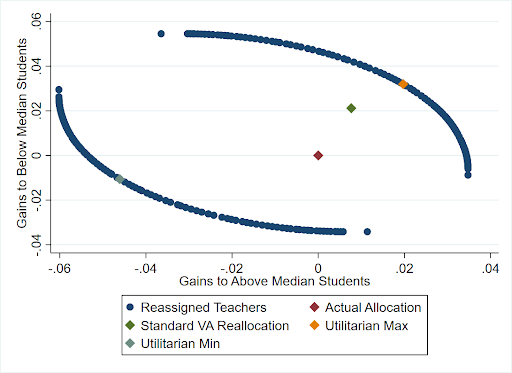 Gains to Below Median Students
.06
.04
.02
0
-.02
-.04
-.06
-.04
-.02
0
.02
.04
Gains to Above Median Students
Reassigned Teachers
Actual Allocation
Standard VA Reallocation
Utilitarian Max
Utilitarian Min